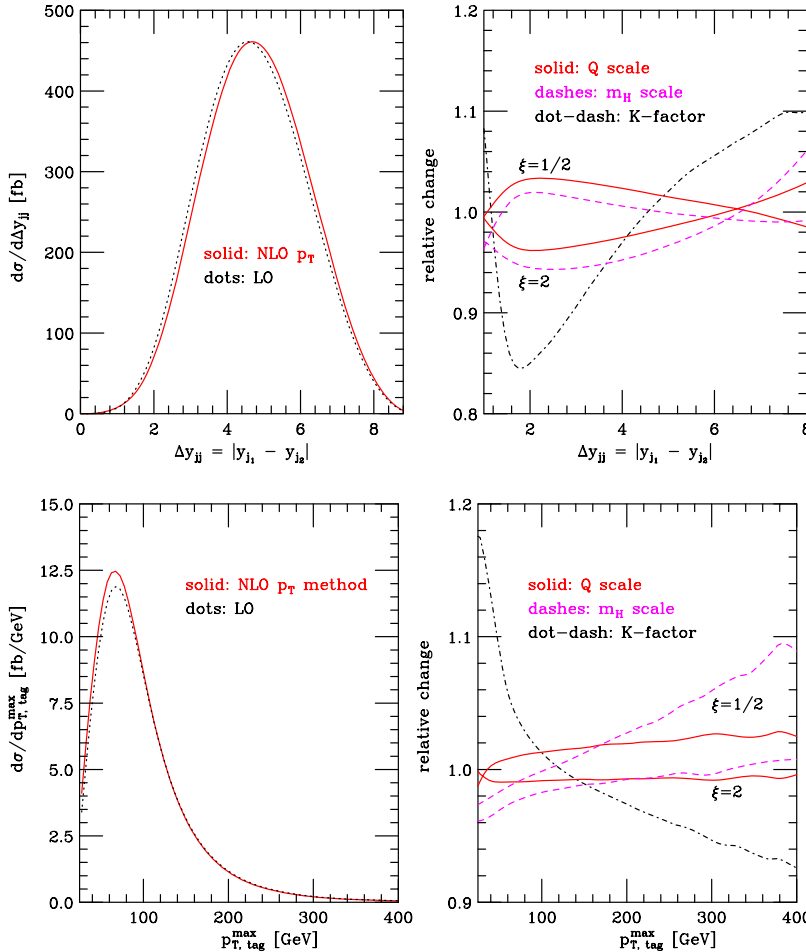 500
400
300
200
100
0
dσ/dΔy_jj [fb]
solid: NLO p_T
dots: LO
0 2 4 6 8
Δy_jj = |y_j₁ − y_j₂|
1.2
1.1
1.0
0.9
0.8
relative change
solid: Q scale
dashes: m_H scale
dot−dash: K−factor
ξ=1/2
ξ=2
2 4 6 8
Δy_jj = |y_j₁ − y_j₂|
15.0
12.5
10.0
7.5
5.0
2.5
0.0
dσ/dp_T, tag^max [fb/GeV]
solid: NLO p_T method
dots: LO
100 200 300 400
p_T, tag^max [GeV]
1.2
1.1
1.0
0.9
relative change
solid: Q scale
dashes: m_H scale
dot−dash: K−factor
ξ=1/2
ξ=2
100 200 300 400
p_T, tag^max [GeV]